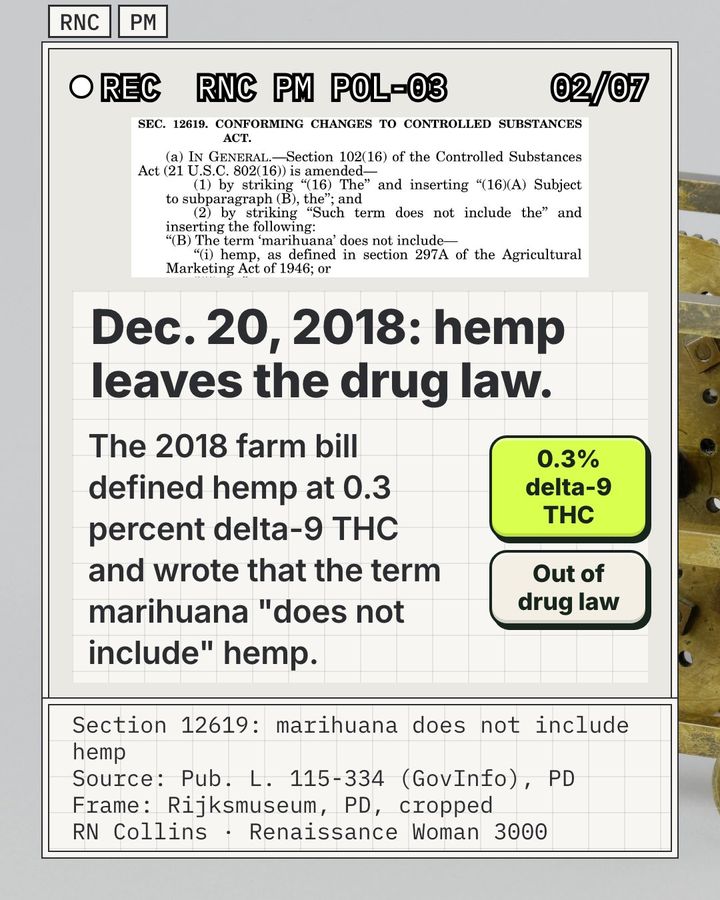 RNC PM
REC RNC PM POL-03 02/07
SEC. 12619. CONFORMING CHANGES TO CONTROLLED SUBSTANCES
ACT.
(a) IN GENERAL.—Section 102(16) of the Controlled Substances
Act (21 U.S.C. 802(16)) is amended—
(1) by striking “(16) The” and inserting “(16)(A) Subject
to subparagraph (B), the”; and
(2) by striking “Such term does not include the” and
inserting the following:
“(B) The term ‘marihuana’ does not include—
“(i) hemp, as defined in section 297A of the Agricultural
Marketing Act of 1946; or
Dec. 20, 2018: hemp
leaves the drug law.
The 2018 farm bill
defined hemp at 0.3
percent delta-9 THC
and wrote that the term
marihuana "does not
include" hemp.
0.3%
delta-9
THC
Out of
drug law
Section 12619: marihuana does not include
hemp
Source: Pub. L. 115-334 (GovInfo), PD
Frame: Rijksmuseum, PD, cropped
RN Collins · Renaissance Woman 3000